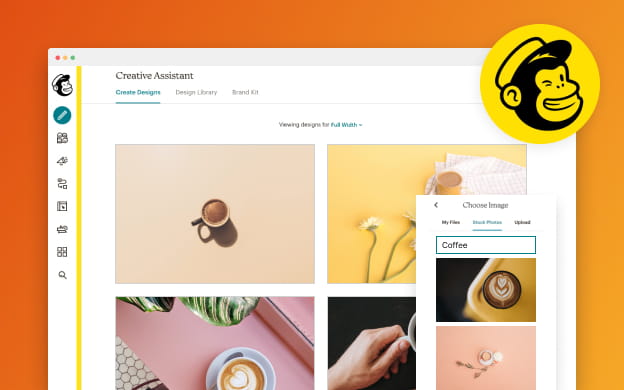 Creative Assistant
Create Designs Design Library Brand Kit
Viewing designs for Full Width
Choose Image
My Files Stock Photos Upload
Coffee